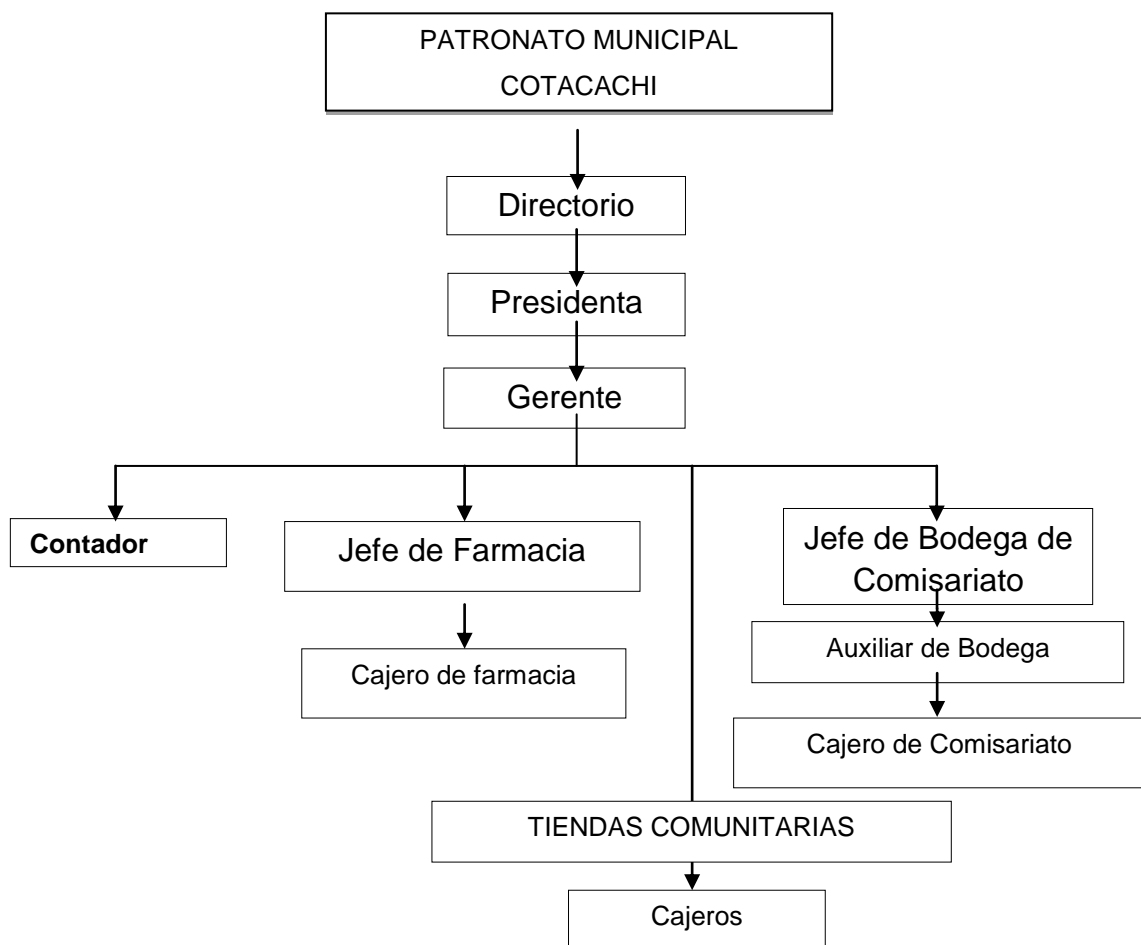 PATRONATO MUNICIPAL
COTACACHI
Directorio
Presidenta
Gerente
Contador
Jefe de Farmacia
Jefe de Bodega de
Comisariato
Auxiliar de Bodega
Cajero de farmacia
Cajero de Comisariato
TIENDAS COMUNITARIAS
Cajeros